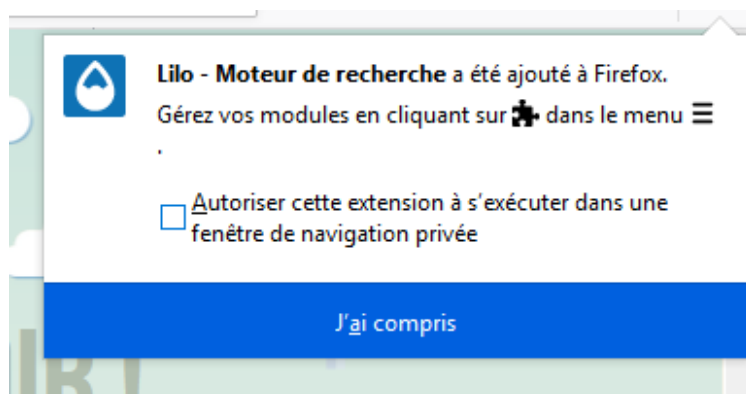 Lilo - Moteur de recherche a été ajouté à Firefox.
Gérez vos modules en cliquant sur dans le menu ☰
.
Autoriser cette extension à s'exécuter dans une
fenêtre de navigation privée
J'ai compris